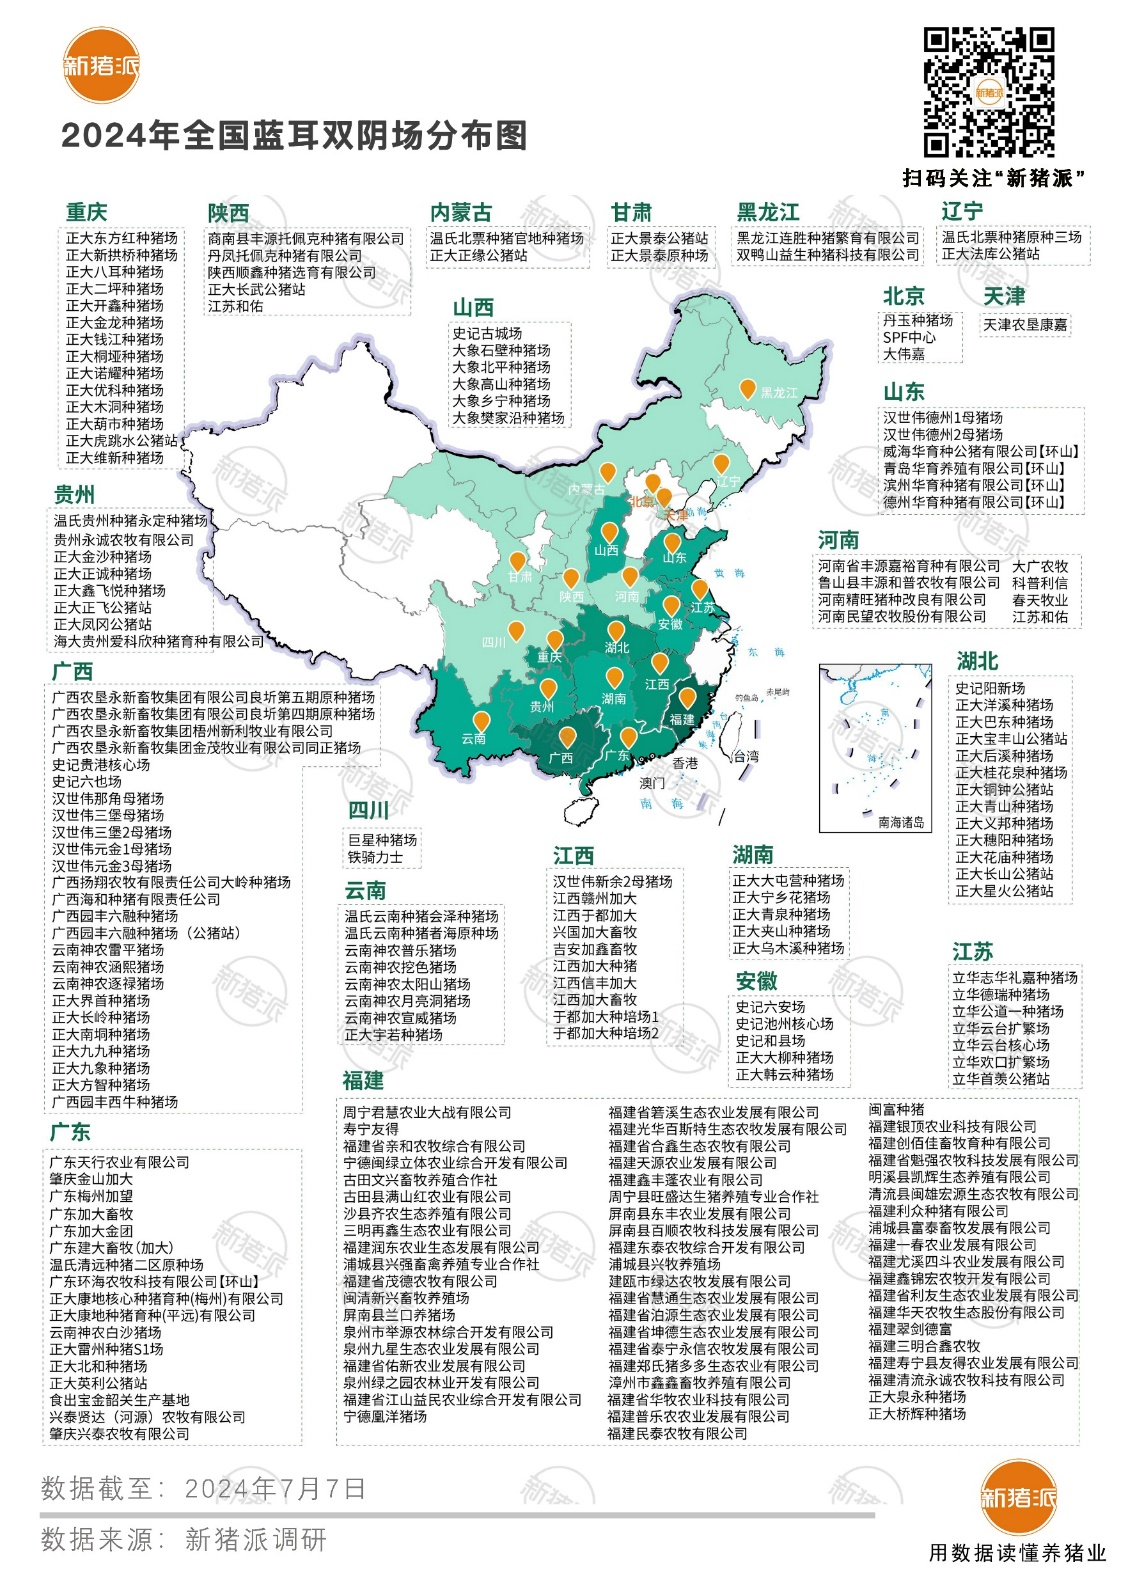 新猪派
2024年全国蓝耳双阴场分布图
扫码关注“新猪派”
重庆
正大东方红种猪场
正大新拱桥种猪场
正大八耳种猪场
正大二坪种猪场
正大开鑫种猪场
正大金龙种猪场
正大钱江种猪场
正大桐垭种猪场
正大诺耀种猪场
正大优科种猪场
正大木洞种猪场
正大葫市种猪场
正大虎跳水公猪站
正大维新种猪场
陕西
商南县丰源托佩克种猪有限公司
丹凤托佩克种猪有限公司
陕西顺鑫种猪选育有限公司
正大长武公猪站
江苏和佑
内蒙古
温氏北票种猪官地种猪场
正大正缘公猪站
甘肃
正大景泰公猪站
正大景泰原种场
黑龙江
黑龙江连胜种猪繁育有限公司
双鸭山益生种猪科技有限公司
辽宁
温氏北票种猪原种三场
正大法库公猪站
山西
史记古城场
大象石壁种猪场
大象北平种猪场
大象高山种猪场
大象乡宁种猪场
大象樊家沿种猪场
北京
丹玉种猪场
SPF中心
大伟嘉
天津
天津农垦康嘉
山东
汉世伟德州1母猪场
汉世伟德州2母猪场
威海华育种公猪有限公司【环山】
青岛华育养殖有限公司【环山】
滨州华育种猪有限公司【环山】
德州华育种猪有限公司【环山】
贵州
温氏贵州种猪永定种猪场
贵州永诚农牧有限公司
正大金沙种猪场
正大正诚种猪场
正大鑫飞悦种猪场
正大正飞公猪站
正大凤冈公猪站
海大贵州爱科欣种猪育种有限公司
河南
河南省丰源嘉裕育种有限公司 大广农牧
鲁山县丰源和普农牧有限公司 科普利信
河南精旺猪种改良有限公司 春天牧业
河南民望农牧股份有限公司 江苏和佑
黑龙江
内蒙古
辽宁
北京
天津
渤海
山西
山东
甘肃
陕西
河南
黄海
江苏
安徽
四川
重庆
湖北
东海
江西
湖南
贵州
福建
钓鱼岛
赤尾屿
云南
广西
广东
香港
澳门
台湾
台湾海峡
南海
南海
南海诸岛
广西
广西农垦永新畜牧集团有限公司良圻第五期原种猪场
广西农垦永新畜牧集团有限公司良圻第四期原种猪场
广西农垦永新畜牧集团梧州新利牧业有限公司
广西农垦永新畜牧集团金茂牧业有限公司同正猪场
史记贵港核心场
史记六也场
汉世伟那角母猪场
汉世伟三堡母猪场
汉世伟三堡2母猪场
汉世伟元金1母猪场
汉世伟元金3母猪场
广西扬翔农牧有限责任公司大岭种猪场
广西海和种猪有限责任公司
广西园丰六融种猪场
广西园丰六融种猪场（公猪站）
云南神农雷平猪场
云南神农涵熙猪场
云南神农逐禄猪场
正大界首种猪场
正大长岭种猪场
正大南垌种猪场
正大九九种猪场
正大九象种猪场
正大方智种猪场
广西园丰西牛种猪场
湖北
史记阳新场
正大洋溪种猪场
正大巴东种猪场
正大宝丰山公猪站
正大后溪种猪场
正大桂花泉种猪场
正大铜钟公猪站
正大青山种猪场
正大义邦种猪场
正大穗阳种猪场
正大花庙种猪场
正大长山公猪站
正大星火公猪站
四川
巨星种猪场
铁骑力士
云南
温氏云南种猪会泽种猪场
温氏云南种猪者海原种场
云南神农普乐猪场
云南神农挖色猪场
云南神农太阳山猪场
云南神农月亮洞猪场
云南神农宣威猪场
正大宇若种猪场
江西
汉世伟新余2母猪场
江西赣州加大
江西于都加大
兴国加大畜牧
吉安加鑫畜牧
江西加大种猪
江西信丰加大
江西加大畜牧
于都加大种培场1
于都加大种培场2
湖南
正大大屯营种猪场
正大宁乡花猪场
正大青泉种猪场
正大夹山种猪场
正大乌木溪种猪场
安徽
史记六安场
史记池州核心场
史记和县场
正大大柳种猪场
正大韩云种猪场
江苏
立华志华礼嘉种猪场
立华德瑞种猪场
立华公道一种猪场
立华云台扩繁场
立华云台核心场
立华欢口扩繁场
立华首羡公猪站
广东
广东天行农业有限公司
肇庆金山加大
广东梅州加望
广东加大畜牧
广东加大金团
广东建大畜牧（加大）
温氏清远种猪二区原种场
广东环海农牧科技有限公司【环山】
正大康地核心种猪育种(梅州)有限公司
正大康地种猪育种(平远)有限公司
云南神农白沙猪场
正大雷州种猪S1场
正大北和种猪场
正大英利公猪站
食出宝金韶关生产基地
兴泰贤达（河源）农牧有限公司
肇庆兴泰农牧有限公司
福建
周宁君慧农业大战有限公司
寿宁友得
福建省亲和农牧综合有限公司
宁德闽绿立体农业综合开发有限公司
古田文兴畜牧养殖合作社
古田县满山红农业有限公司
沙县齐农生态养殖有限公司
三明再鑫生态农业有限公司
福建润东农业生态发展有限公司
浦城县兴强畜禽养殖专业合作社
福建省茂德农牧有限公司
闽清新兴畜牧养殖场
屏南县兰口养猪场
泉州市举源农林综合开发有限公司
泉州九星生态农业发展有限公司
福建省佑新农业发展有限公司
泉州绿之园农林业开发有限公司
福建省江山益民农业综合开发有限公司
宁德凰洋猪场
福建省箬溪生态农业发展有限公司
福建光华百斯特生态农牧发展有限公司
福建省合鑫生态农牧有限公司
福建天源农业发展有限公司
福建鑫丰蓬农业有限公司
周宁县旺盛达生猪养殖专业合作社
屏南县东丰农业发展有限公司
屏南县百顺农牧科技发展有限公司
福建东泰农牧综合开发有限公司
浦城县兴牧养殖场
建瓯市绿达农牧发展有限公司
福建省慧通生态农业发展有限公司
福建省泊源生态农业发展有限公司
福建省坤德生态农业发展有限公司
福建省泰宁永信农牧发展有限公司
福建郑氏猪多多生态农业有限公司
漳州市鑫鑫畜牧养殖有限公司
福建省华牧农业科技有限公司
福建普乐农农业发展有限公司
福建民泰农牧有限公司
闽富种猪
福建银顶农业科技有限公司
福建创佰佳畜牧育种有限公司
福建省魁强农牧科技发展有限公司
明溪县凯辉生态养殖有限公司
清流县闽雄宏源生态农牧有限公司
福建利众种猪有限公司
浦城县富泰畜牧发展有限公司
福建一春农业发展有限公司
福建尤溪四斗农业发展有限公司
福建鑫锦宏农牧开发有限公司
福建省利友生态农业发展有限公司
福建华天农牧生态股份有限公司
福建翠剑德富
福建三明合鑫农牧
福建寿宁县友得农业发展有限公司
福建清流永诚农牧科技有限公司
正大泉永种猪场
正大桥辉种猪场
数据截至：2024年7月7日
数据来源：新猪派调研
新猪派
用数据读懂养猪业